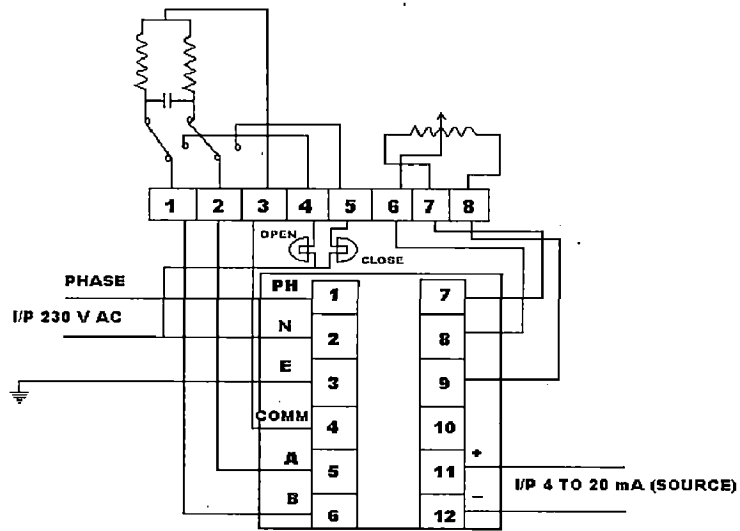 1 2 3 4 5 6 7 8
OPEN
CLOSE
PHASE
PH
1
7
I/P 230 V AC
N
2
8
E
3
9
COMM
4
10
+
A
5
11
I/P 4 TO 20 mA (SOURCE)
B
–
6
12